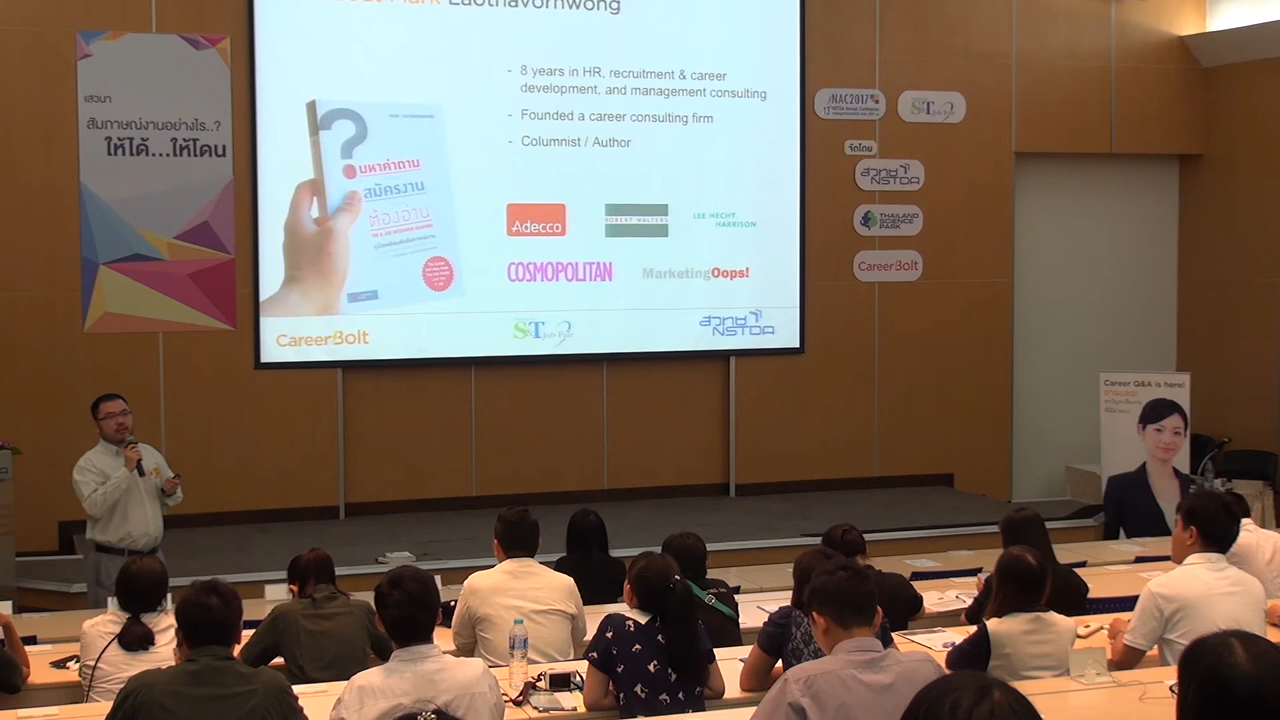 เสวนา
สัมภาษณ์งานอย่างไร..?
ให้ได้...ให้โดน
Mark Laothavornwong
- 8 years in HR, recruitment & career
development, and management consulting
- Founded a career consulting firm
- Columnist / Author
?
มหาคำถาม
สมัครงาน
ต้องอ่าน
Adecco
ROBERT WALTERS
LEE HECHT
HARRISON
COSMOPOLITAN
MarketingOops!
CareerBolt
S&T Job Fair
สวทช
NSTDA
NAC2017
S&T Job Fair
จัดโดย
สวทช
NSTDA
THAILAND
SCIENCE
PARK
CareerBolt
Career Q&A is here!